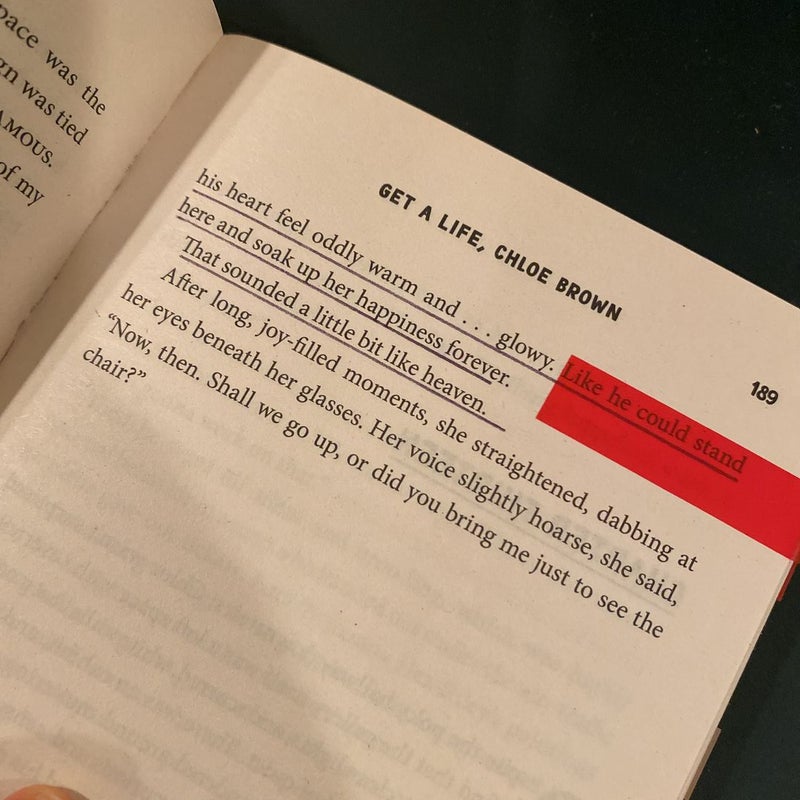 pace was the
gn was tied
AMOUS.
of my
GET A LIFE, CHLOE BROWN
189
his heart feel oddly warm and . . . glowy. Like he could stand
here and soak up her happiness forever.
That sounded a little bit like heaven.
After long, joy-filled moments, she straightened, dabbing at
her eyes beneath her glasses. Her voice slightly hoarse, she said,
“Now, then. Shall we go up, or did you bring me just to see the
chair?”